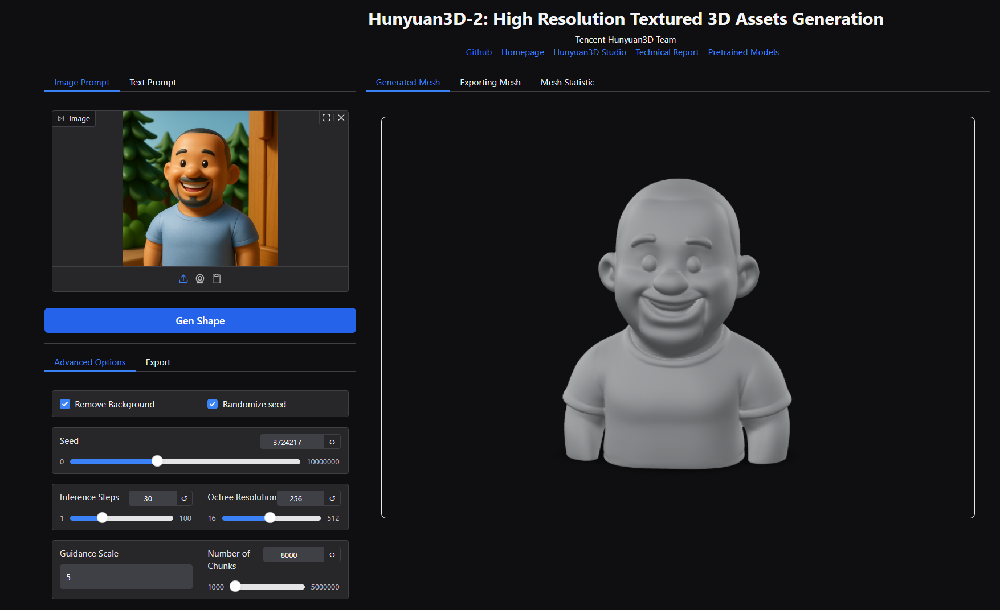 Hunyuan3D-2: High Resolution Textured 3D Assets Generation
Tencent Hunyuan3D Team
Github Homepage Hunyuan3D Studio Technical Report Pretrained Models
Image Prompt Text Prompt
Generated Mesh Exporting Mesh Mesh Statistic
Image
Gen Shape
Advanced Options Export
Remove Background Randomize seed
Seed 3724217
0 10000000
Inference Steps 30
1 100
Octree Resolution 256
16 512
Guidance Scale
5
Number of
Chunks
8000
1000 5000000